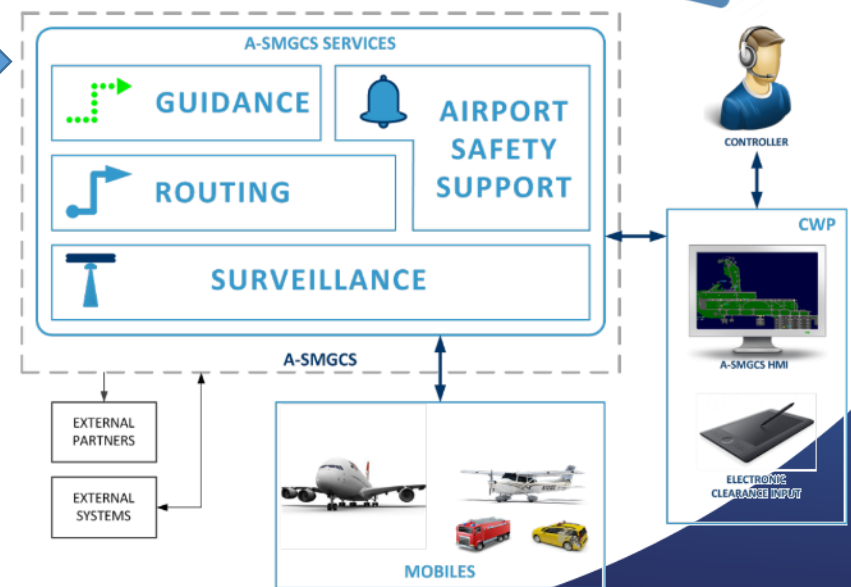 A-SMGCS SERVICES
GUIDANCE
AIRPORT
SAFETY
SUPPORT
ROUTING
SURVEILLANCE
A-SMGCS
CONTROLLER
CWP
A-SMGCS HMI
ELECTRONIC
CLEARANCE INPUT
EXTERNAL
PARTNERS
EXTERNAL
SYSTEMS
MOBILES